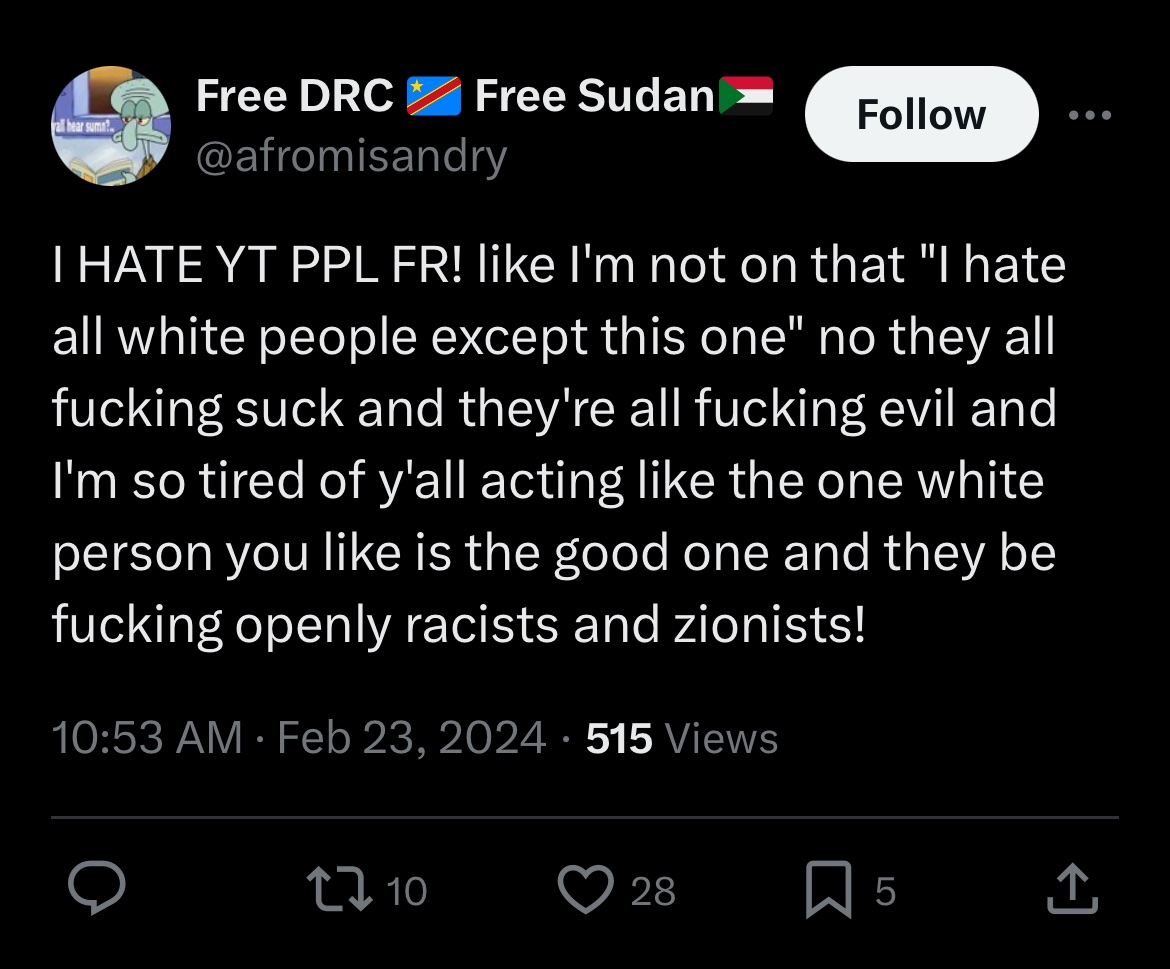 Free DRC 🇨🇩 Free Sudan🇸🇩
@afromisandry
Follow
y'all hear sumn?..
I HATE YT PPL FR! like I'm not on that "I hate
all white people except this one" no they all
fucking suck and they're all fucking evil and
I'm so tired of y'all acting like the one white
person you like is the good one and they be
fucking openly racists and zionists!
10:53 AM · Feb 23, 2024 · 515 Views
10
28
5